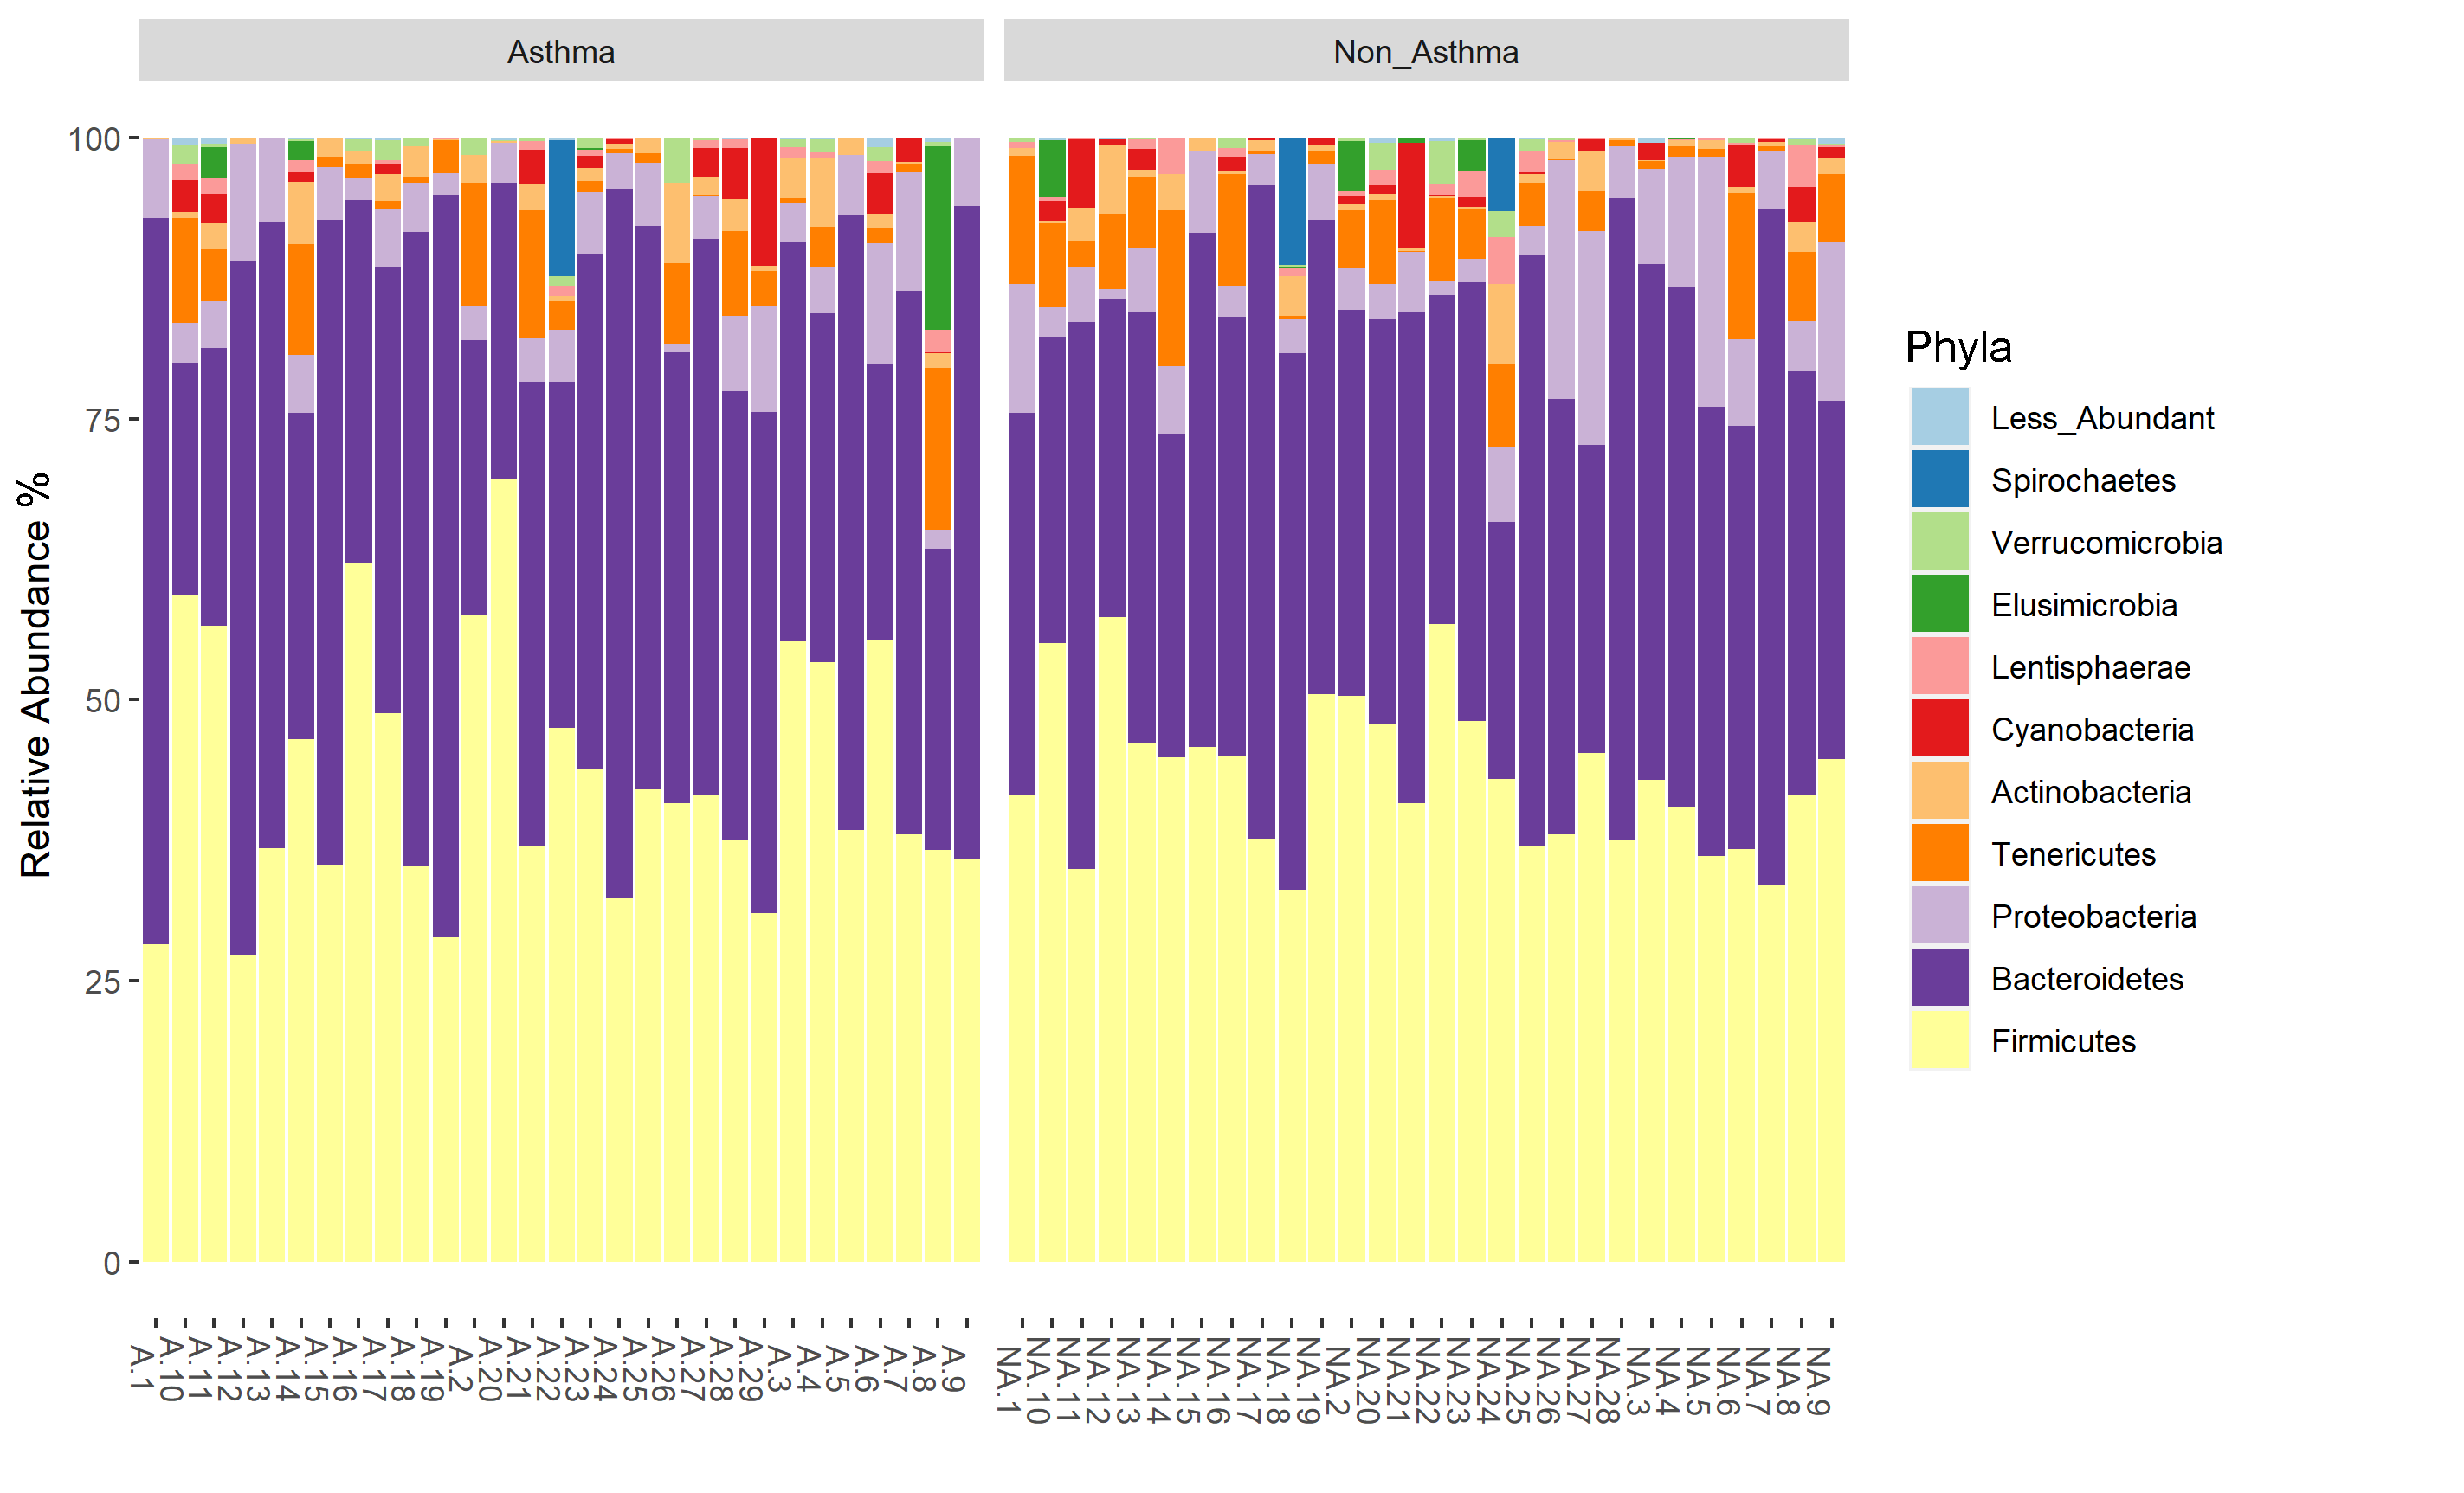 Asthma
Non_Asthma
Relative Abundance %
100
75
50
25
0
A.1
A.10
A.11
A.12
A.13
A.14
A.15
A.16
A.17
A.18
A.19
A.2
A.20
A.21
A.22
A.23
A.24
A.25
A.26
A.27
A.28
A.29
A.3
A.4
A.5
A.6
A.7
A.8
A.9
NA.1
NA.10
NA.11
NA.12
NA.13
NA.14
NA.15
NA.16
NA.17
NA.18
NA.19
NA.2
NA.20
NA.21
NA.22
NA.23
NA.24
NA.25
NA.26
NA.27
NA.28
NA.3
NA.4
NA.5
NA.6
NA.7
NA.8
NA.9
Phyla
Less_Abundant
Spirochaetes
Verrucomicrobia
Elusimicrobia
Lentisphaerae
Cyanobacteria
Actinobacteria
Tenericutes
Proteobacteria
Bacteroidetes
Firmicutes